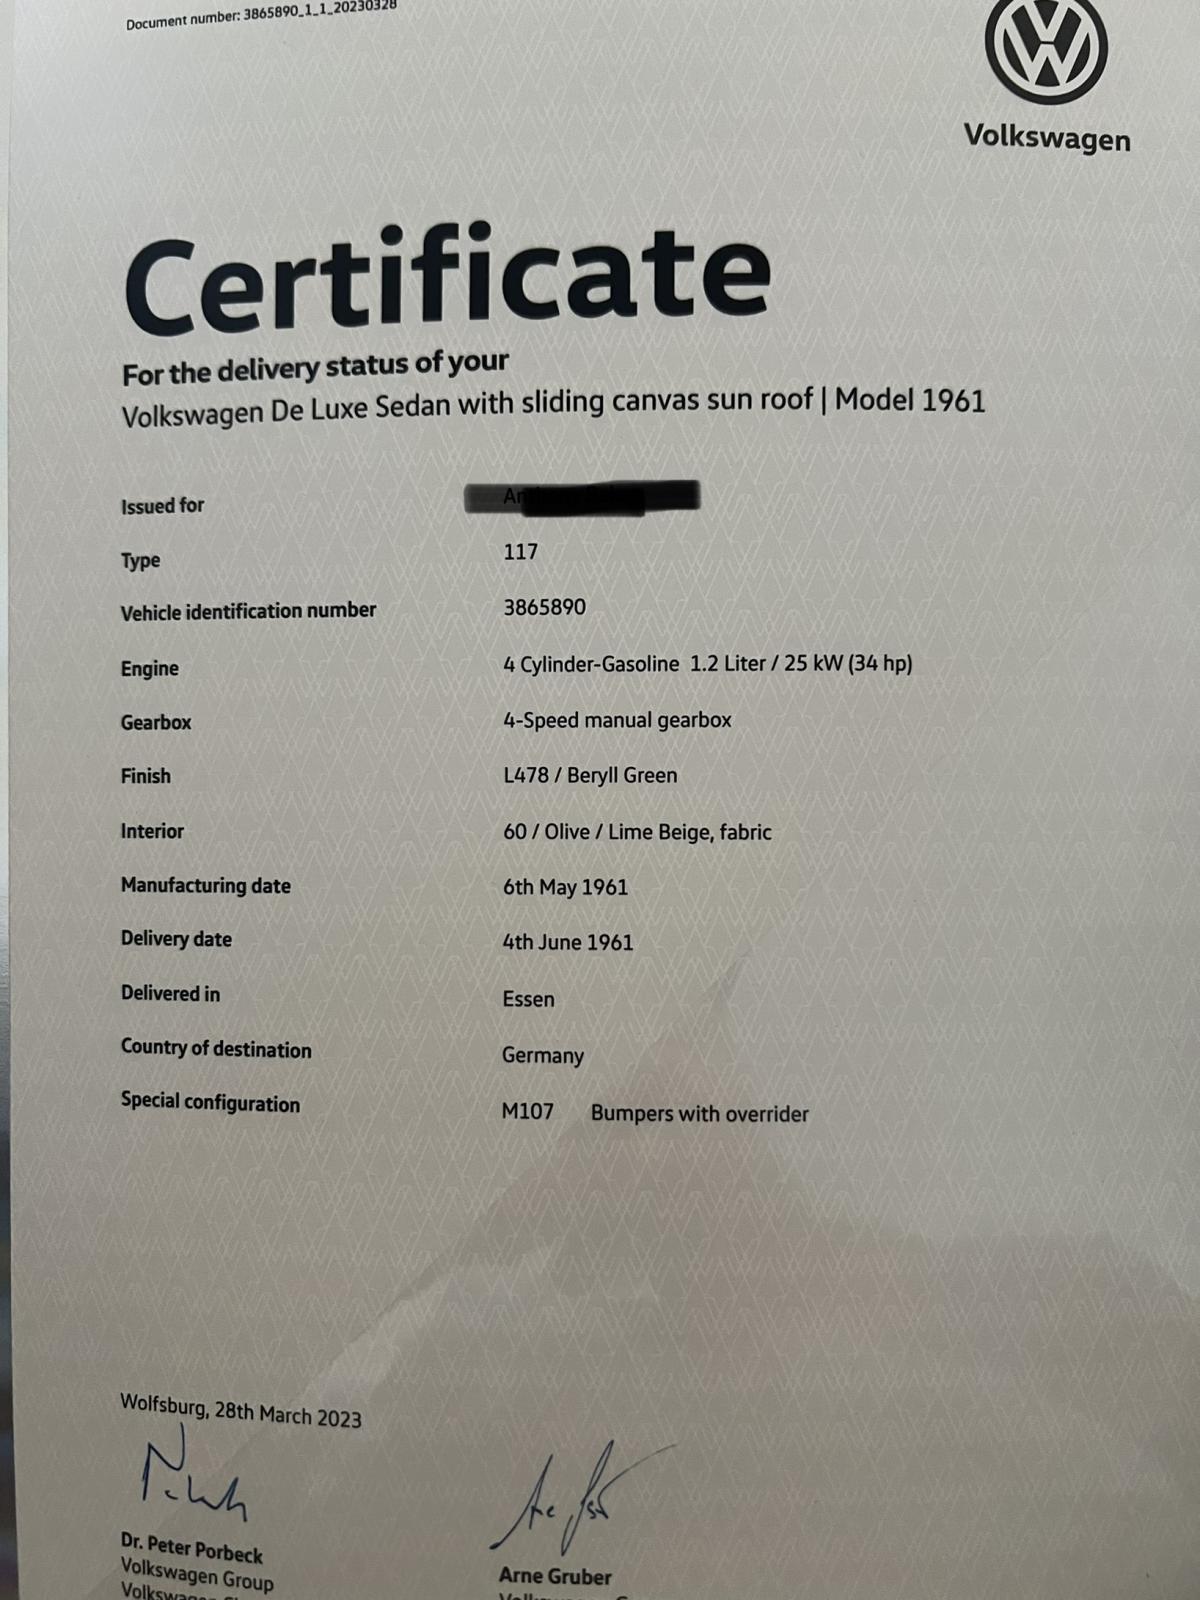 Document number: 3865890_1_1_20230328
Volkswagen
Certificate
For the delivery status of your
Volkswagen De Luxe Sedan with sliding canvas sun roof | Model 1961
Issued for
Type 117
Vehicle identification number 3865890
Engine 4 Cylinder-Gasoline 1.2 Liter / 25 kW (34 hp)
Gearbox 4-Speed manual gearbox
Finish L478 / Beryll Green
Interior 60 / Olive / Lime Beige, fabric
Manufacturing date 6th May 1961
Delivery date 4th June 1961
Delivered in Essen
Country of destination Germany
Special configuration M107 Bumpers with overrider
Wolfsburg, 28th March 2023
Dr. Peter Porbeck
Volkswagen Group
Arne Gruber